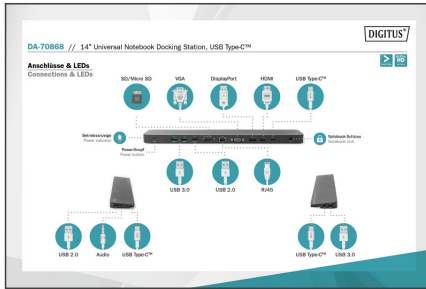 DIGITUS®
DA-70868 // 14" Universal Notebook Docking Station, USB Type-C™
Anschlüsse & LEDs
Connections & LEDs
SD/Micro SD
VGA
DisplayPort
HDMI
USB Type-C™
Betriebsanzeige
Power indicator
Power-Knopf
Power button
Notebook-Schloss
Notebook lock
USB 3.0
USB 2.0
RJ45
USB 2.0
Audio
USB Type-C™
USB Type-C™
USB 3.0